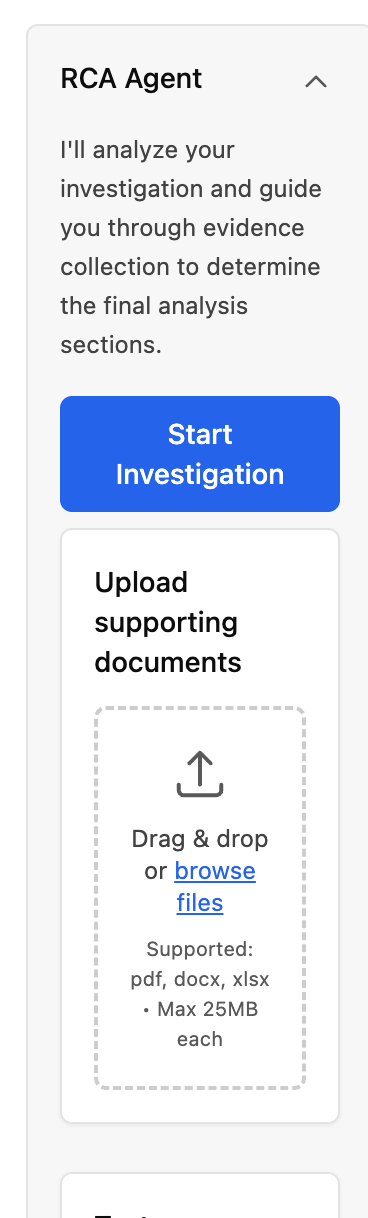 RCA Agent
I'll analyze your
investigation and guide
you through evidence
collection to determine
the final analysis
sections.
Start
Investigation
Upload
supporting
documents
Drag & drop
or browse
files
Supported:
pdf, docx, xlsx
• Max 25MB
each